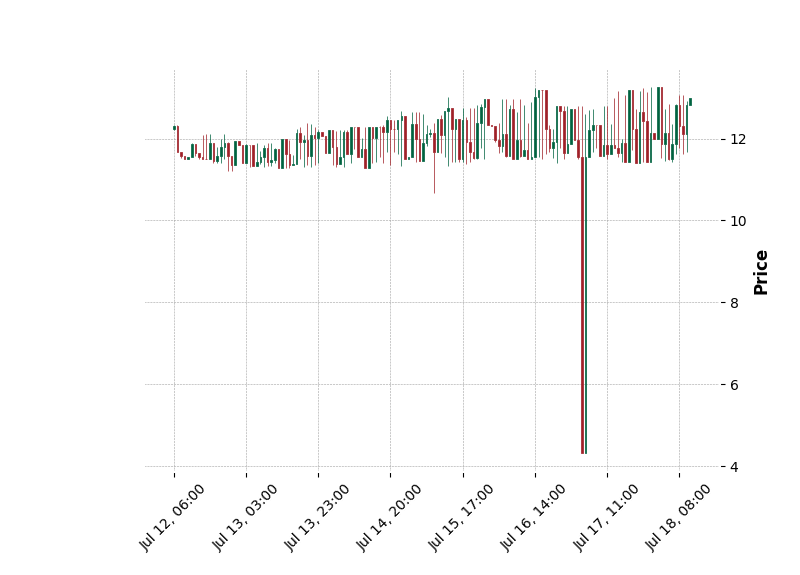 12
10
8
6
4
Price
Jul 12, 06:00
Jul 13, 03:00
Jul 13, 23:00
Jul 14, 20:00
Jul 15, 17:00
Jul 16, 14:00
Jul 17, 11:00
Jul 18, 08:00